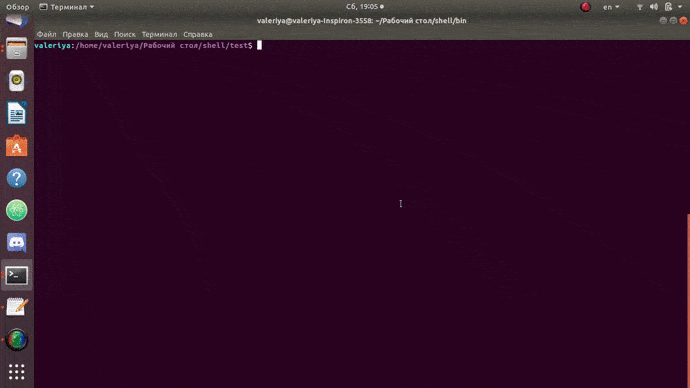 Обзор Терминал Сб, 19:05 en
valeriya@valeriya-Inspiron-3558: ~/Рабочий стол/shell/bin
Файл Правка Вид Поиск Терминал Справка
valeriya:/home/valeriya/Рабочий стол/shell/test$